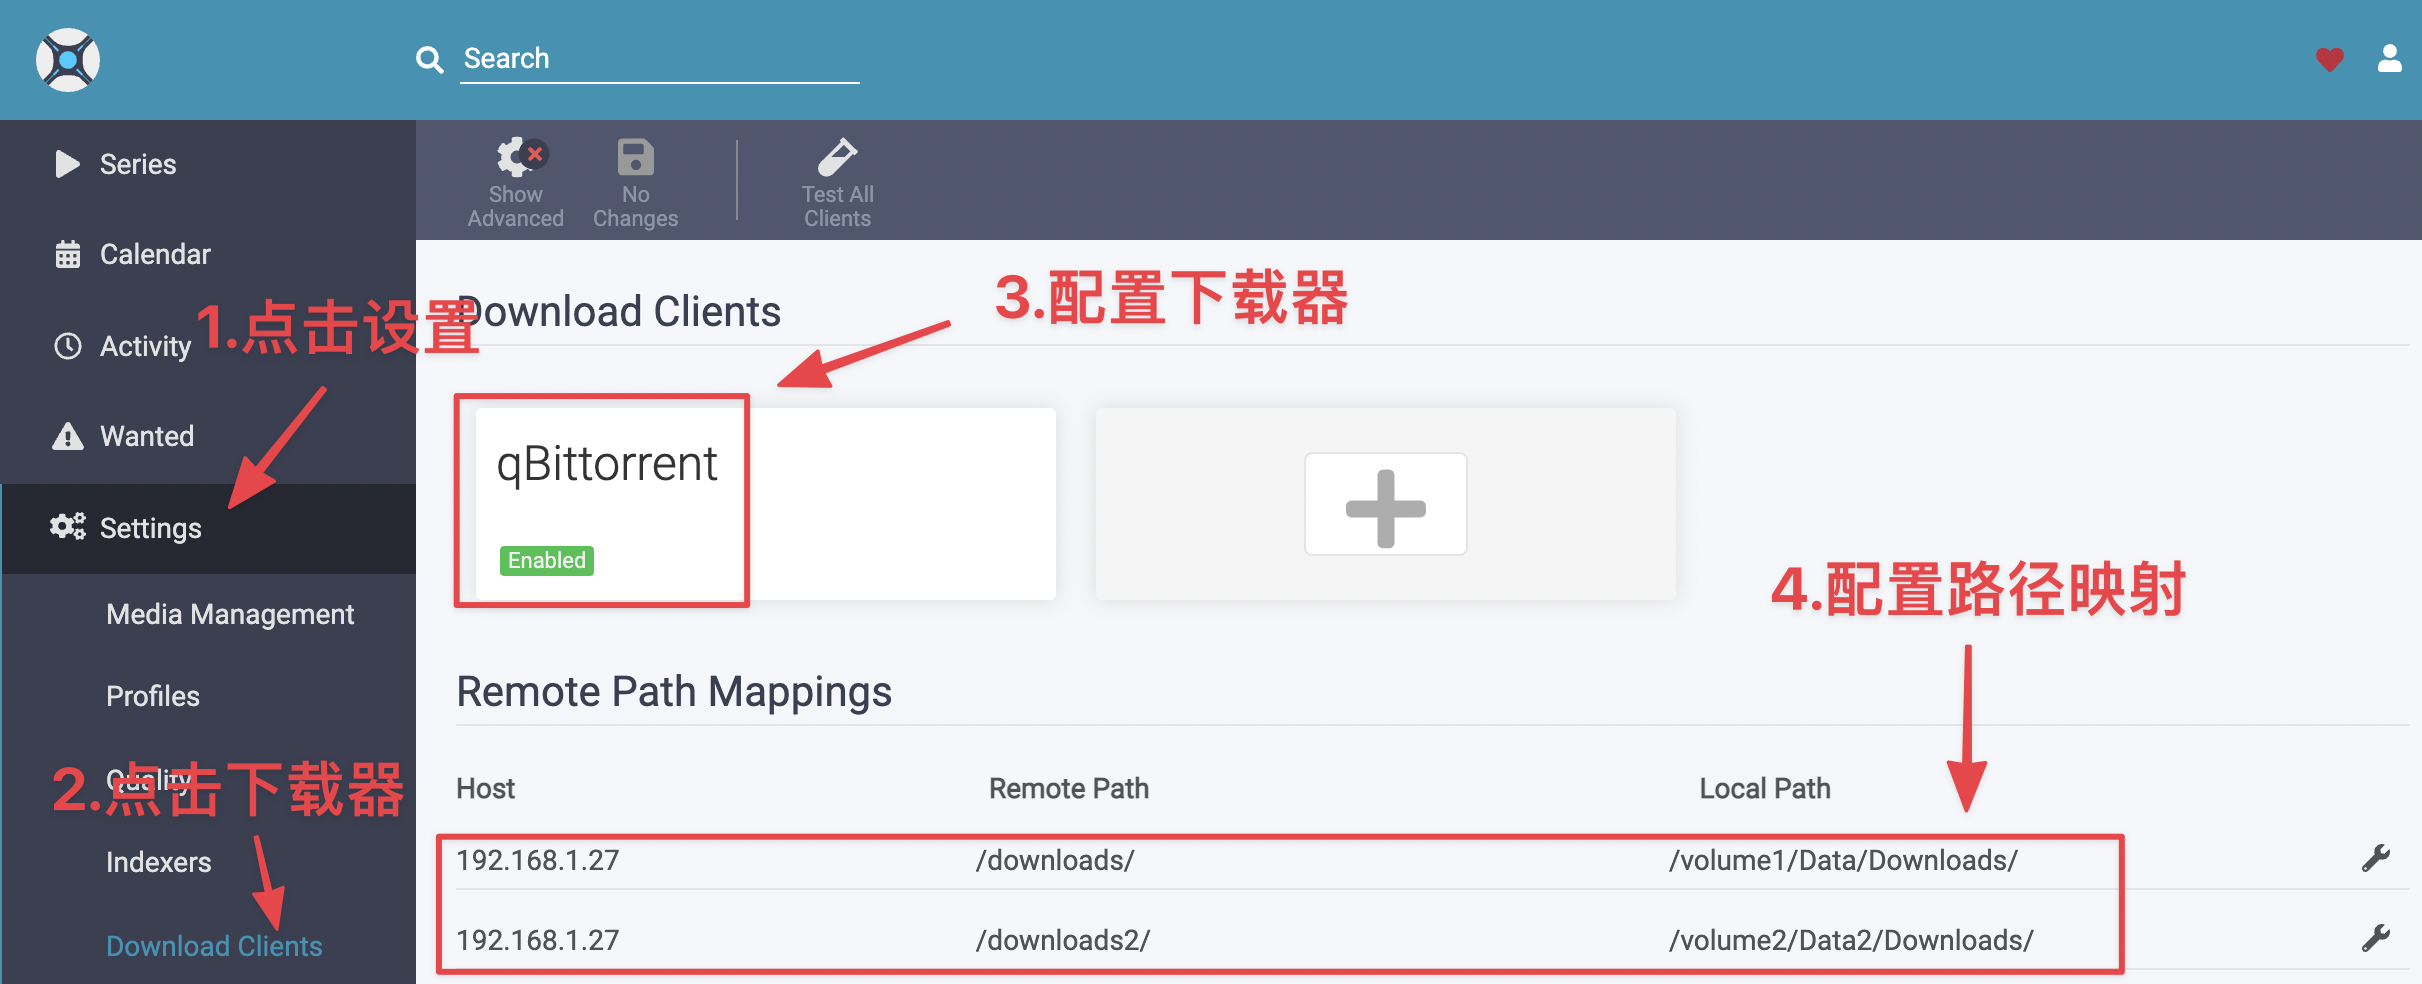 Search
Series
Calendar
Activity
Wanted
Settings
Media Management
Profiles
Quality
Indexers
Download Clients
Show
Advanced
No
Changes
Test All
Clients
1.点击设置
2.点击下载器
3.配置下载器
Download Clients
qBittorrent
Enabled
4.配置路径映射
Remote Path Mappings
Host Remote Path Local Path
192.168.1.27 /downloads/ /volume1/Data/Downloads/
192.168.1.27 /downloads2/ /volume2/Data2/Downloads/